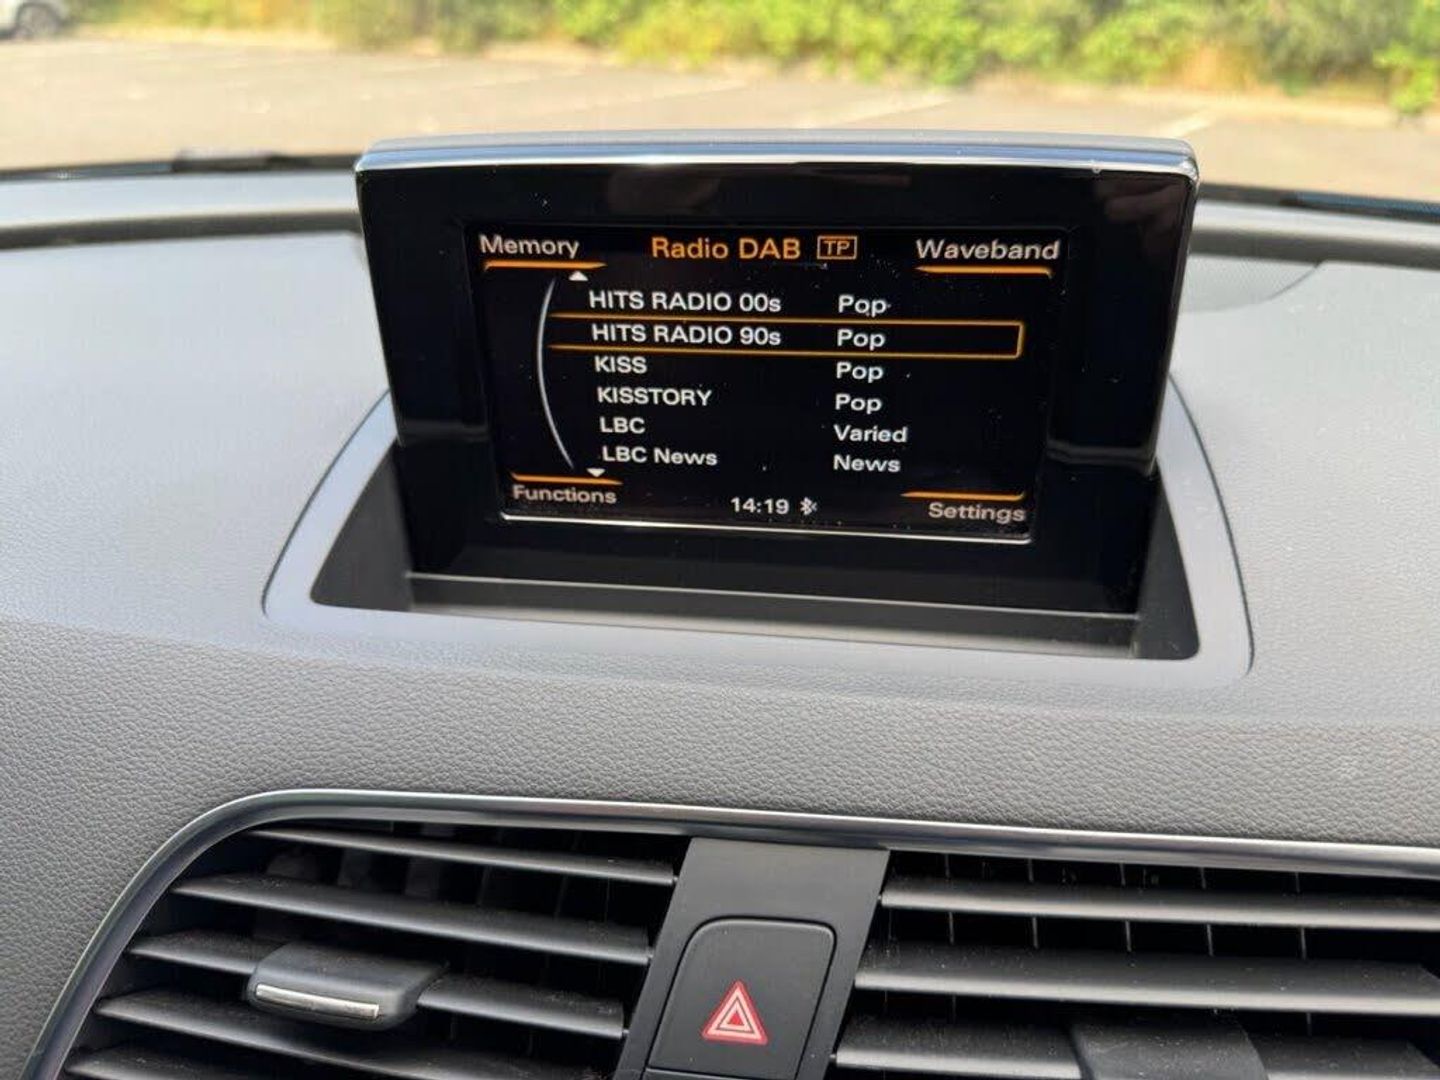 Memory Radio DAB TP Waveband
HITS RADIO 00s Pop
HITS RADIO 90s Pop
KISS Pop
KISSTORY Pop
LBC Varied
LBC News News
Functions 14:19 Settings